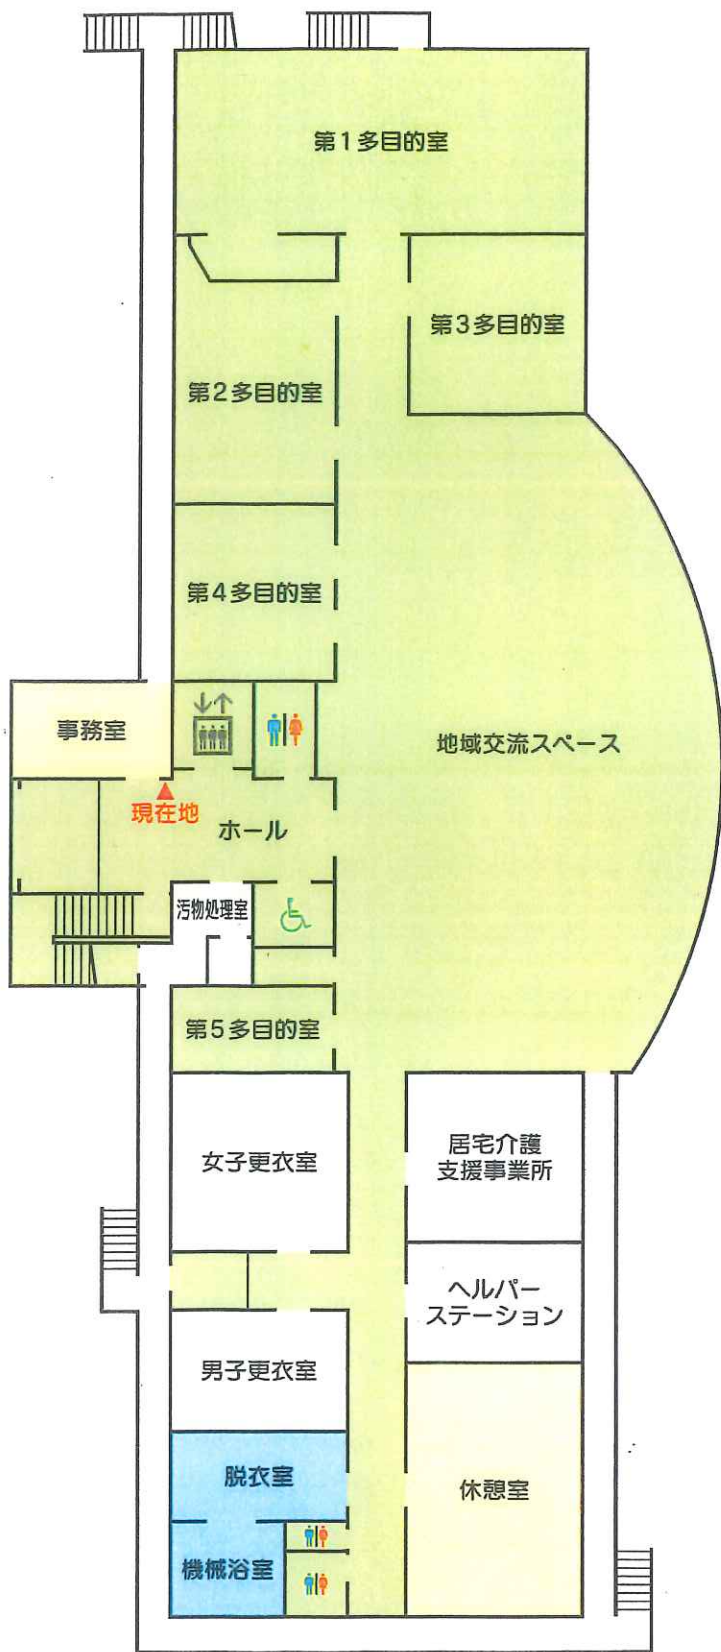 第1多目的室
第3多目的室
第2多目的室
第4多目的室
事務室
地域交流スペース
現在地
ホール
汚物処理室
第5多目的室
女子更衣室
居宅介護
支援事業所
ヘルパー
ステーション
男子更衣室
脱衣室
休憩室
機械浴室